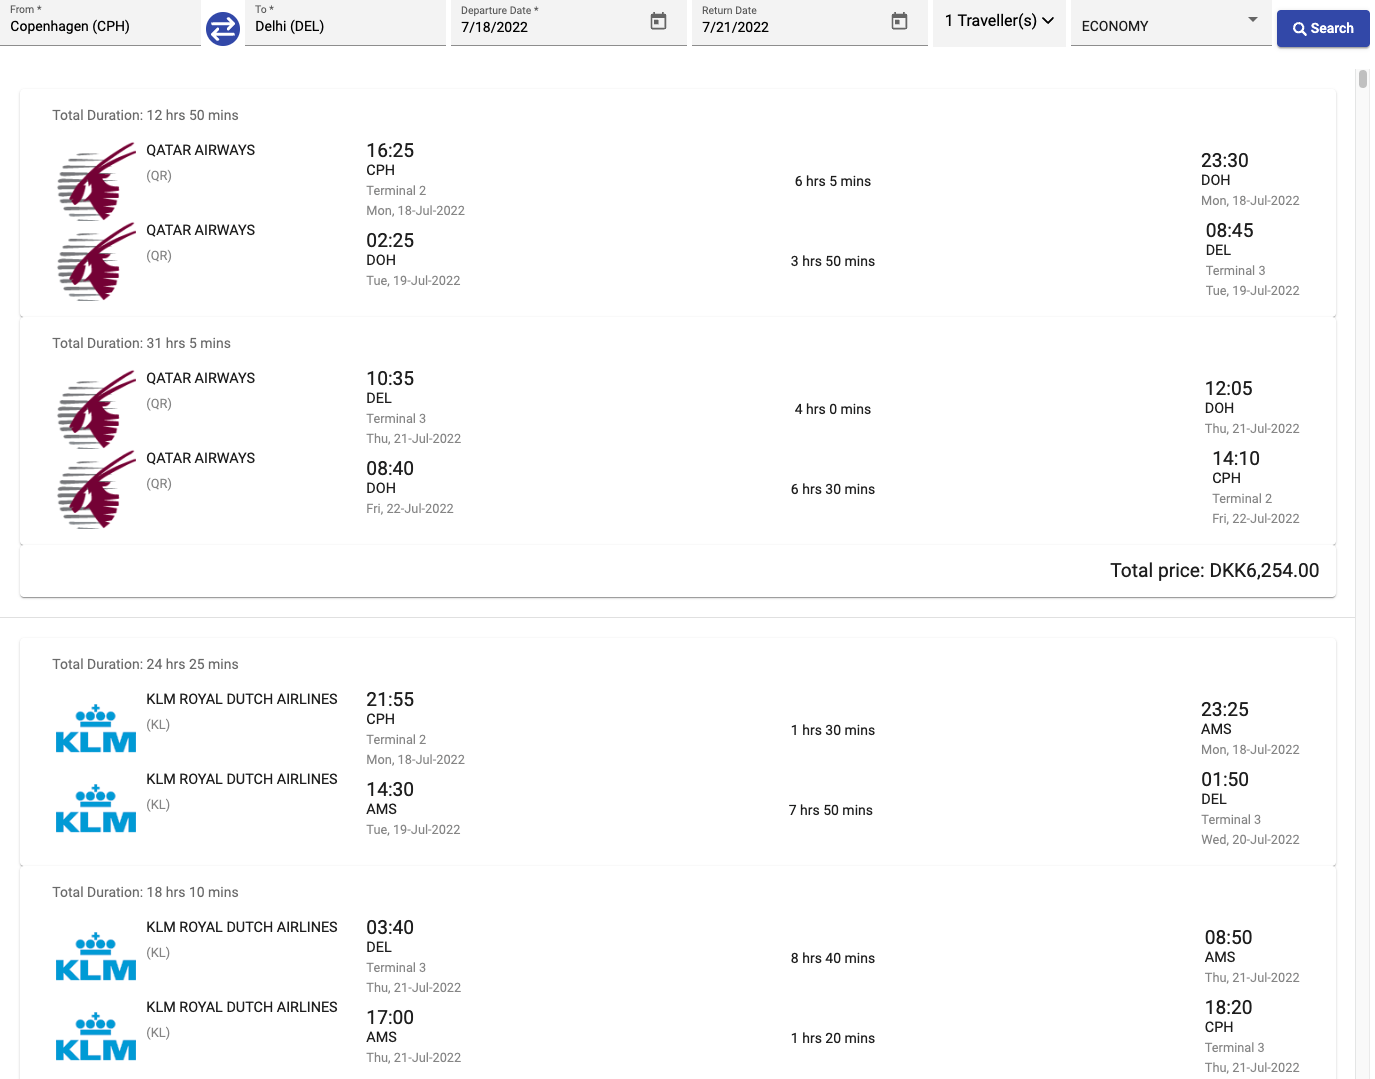 From *
Copenhagen (CPH)
To *
Delhi (DEL)
Departure Date *
7/18/2022
Return Date
7/21/2022
1 Traveller(s)
ECONOMY
Search
Total Duration: 12 hrs 50 mins
QATAR AIRWAYS
(QR)
16:25
CPH
Terminal 2
Mon, 18-Jul-2022
6 hrs 5 mins
23:30
DOH
Mon, 18-Jul-2022
QATAR AIRWAYS
(QR)
02:25
DOH
Tue, 19-Jul-2022
3 hrs 50 mins
08:45
DEL
Terminal 3
Tue, 19-Jul-2022
Total Duration: 31 hrs 5 mins
QATAR AIRWAYS
(QR)
10:35
DEL
Terminal 3
Thu, 21-Jul-2022
4 hrs 0 mins
12:05
DOH
Thu, 21-Jul-2022
QATAR AIRWAYS
(QR)
08:40
DOH
Fri, 22-Jul-2022
6 hrs 30 mins
14:10
CPH
Terminal 2
Fri, 22-Jul-2022
Total price: DKK6,254.00
Total Duration: 24 hrs 25 mins
KLM
KLM ROYAL DUTCH AIRLINES
(KL)
21:55
CPH
Terminal 2
Mon, 18-Jul-2022
1 hrs 30 mins
23:25
AMS
Mon, 18-Jul-2022
KLM
KLM ROYAL DUTCH AIRLINES
(KL)
14:30
AMS
Tue, 19-Jul-2022
7 hrs 50 mins
01:50
DEL
Terminal 3
Wed, 20-Jul-2022
Total Duration: 18 hrs 10 mins
KLM
KLM ROYAL DUTCH AIRLINES
(KL)
03:40
DEL
Terminal 3
Thu, 21-Jul-2022
8 hrs 40 mins
08:50
AMS
Thu, 21-Jul-2022
KLM
KLM ROYAL DUTCH AIRLINES
(KL)
17:00
AMS
Thu, 21-Jul-2022
1 hrs 20 mins
18:20
CPH
Terminal 3
Thu, 21-Jul-2022